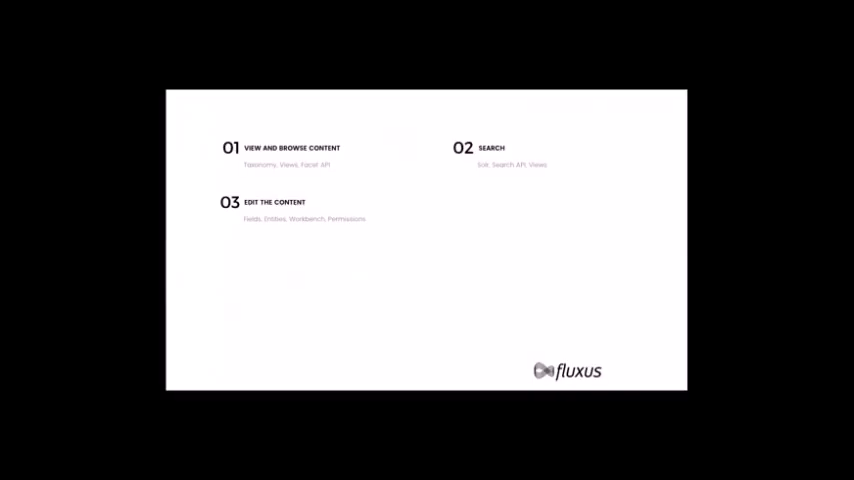 01 VIEW AND BROWSE CONTENT
Taxonomy, Views, Facet API
02 SEARCH
Solr, Search API, Views
03 EDIT THE CONTENT
Fields, Entities, Workbench, Permissions
fluxus